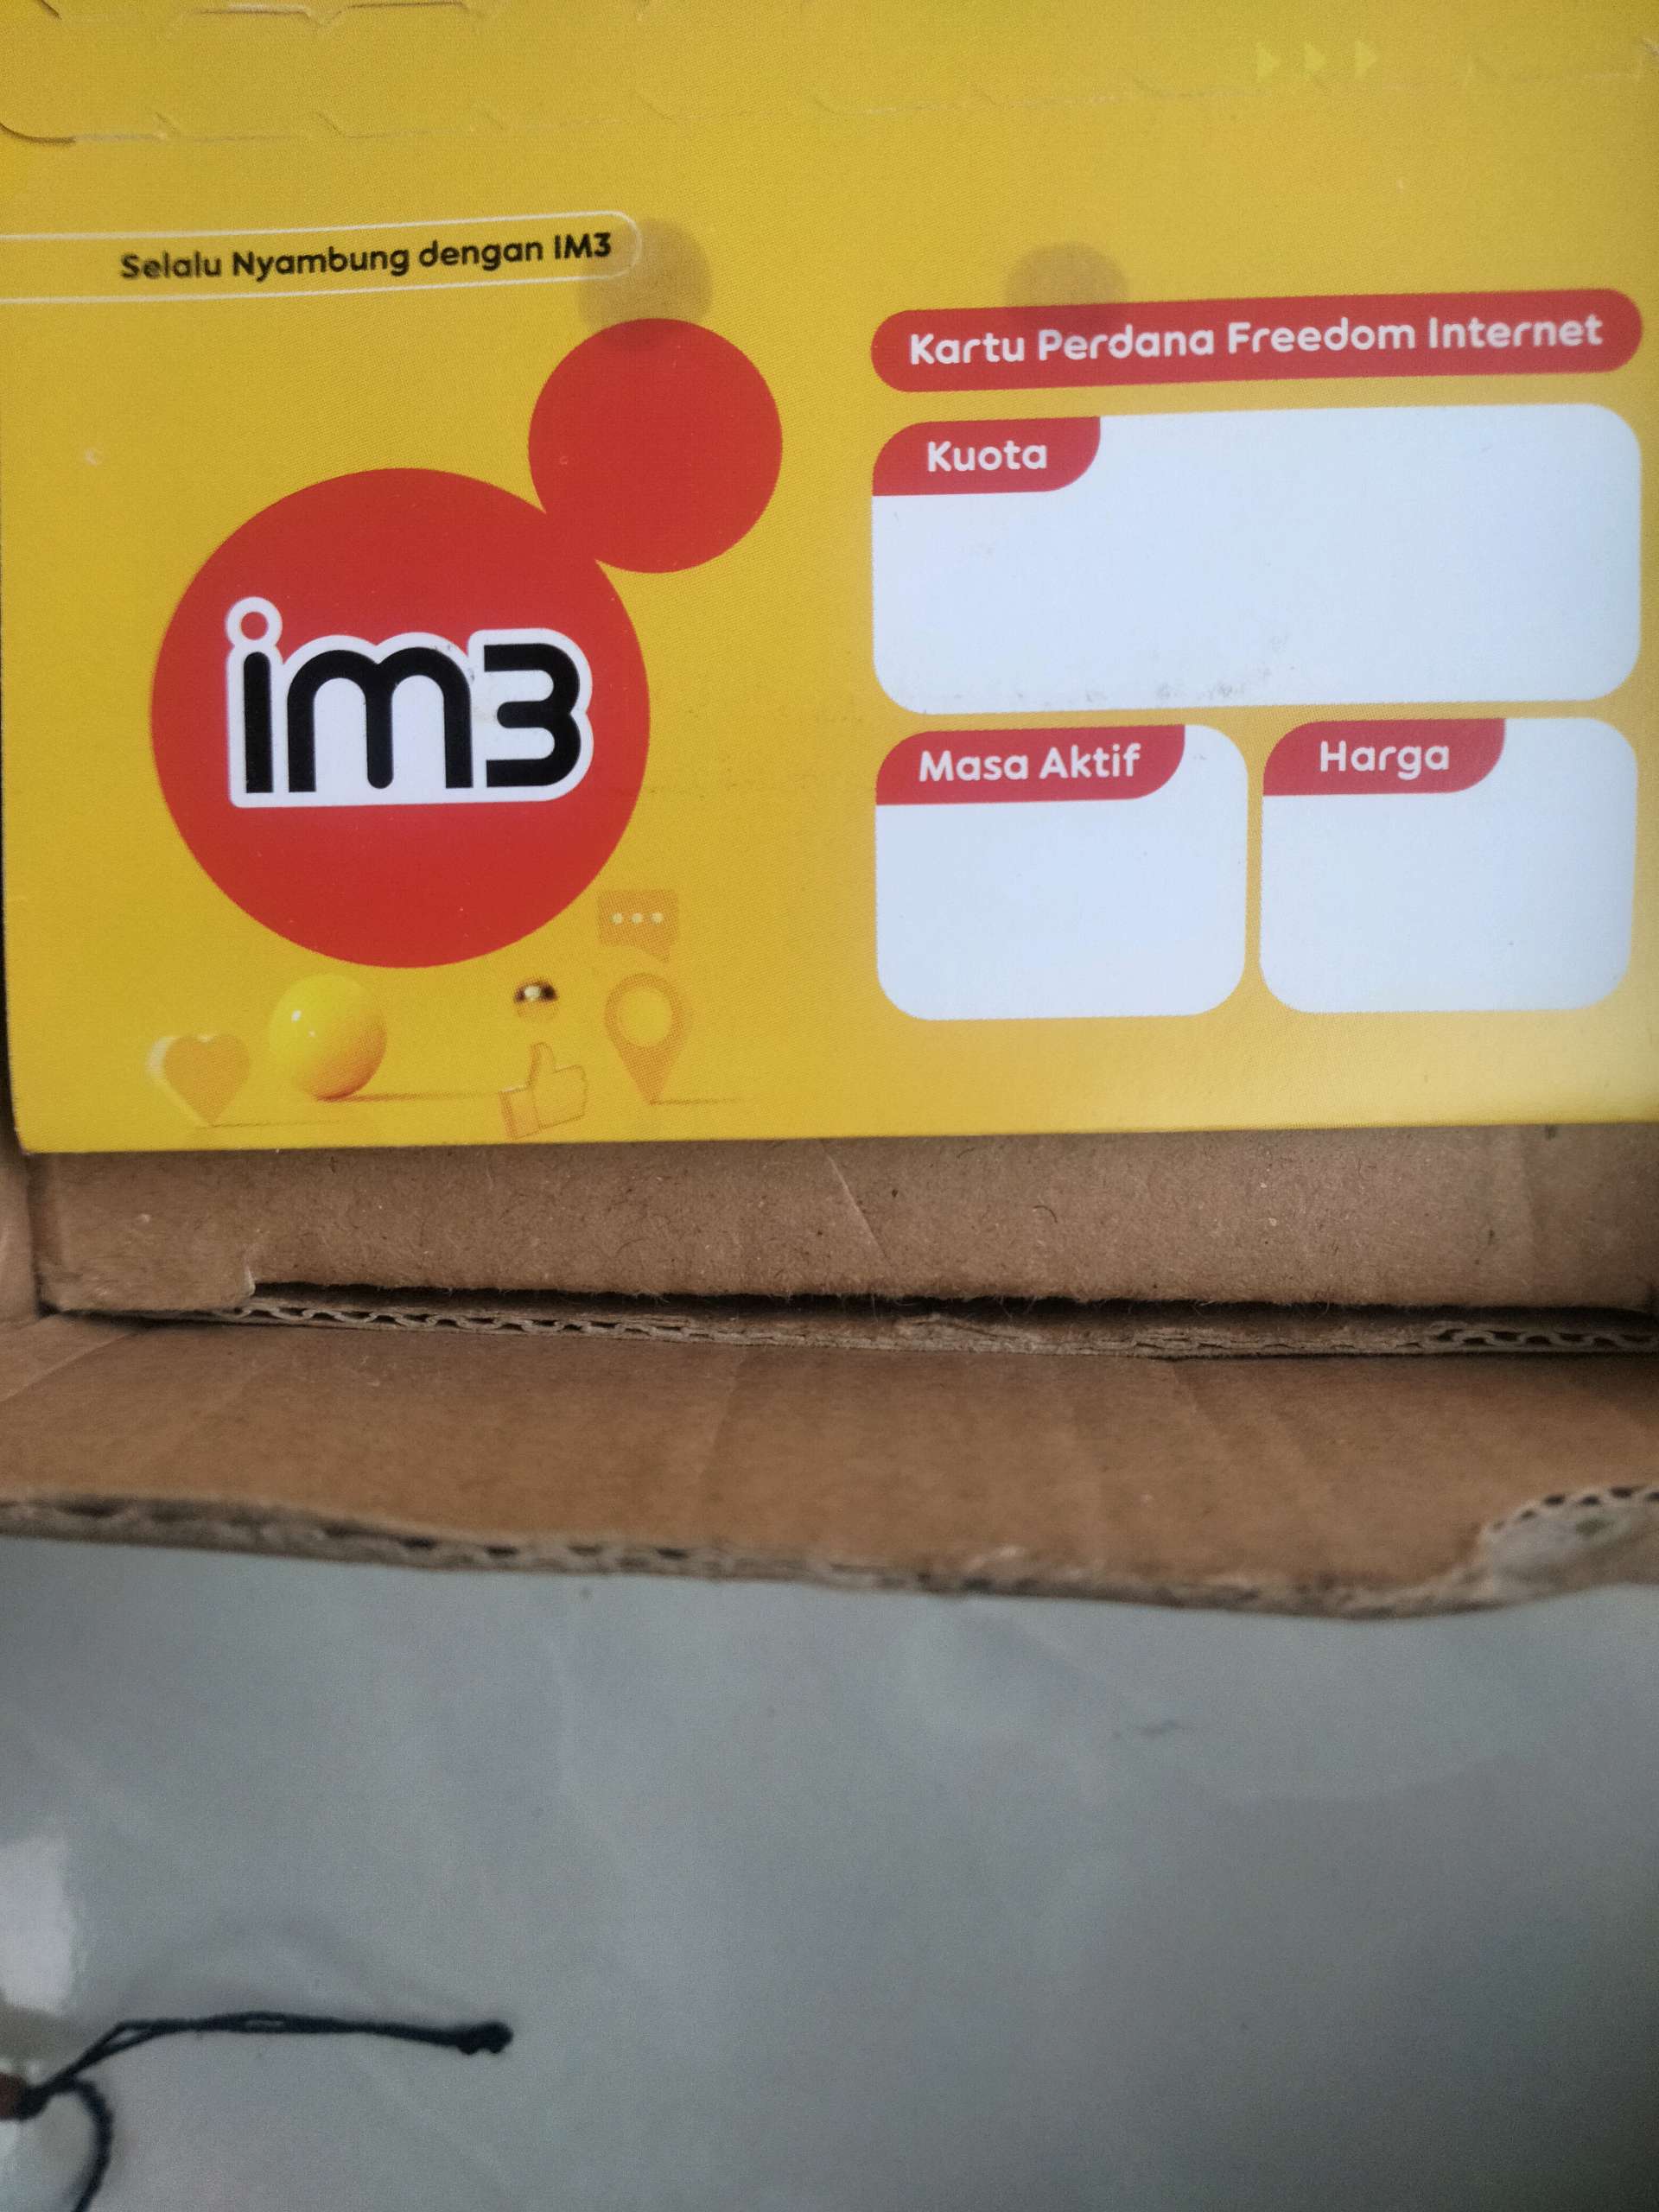 Selalu Nyambung dengan IM3
im3
Kartu Perdana Freedom Internet
Kuota
Masa Aktif
Harga